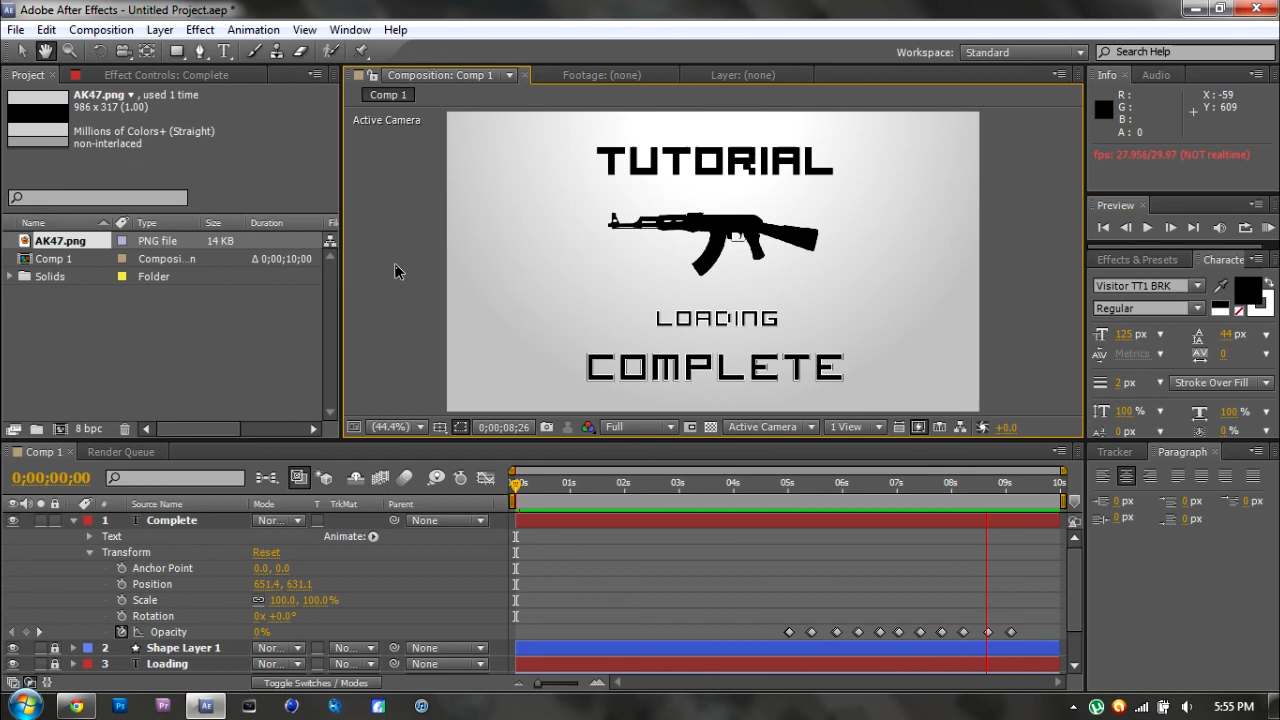 Adobe After Effects - Untitled Project.aep *
File Edit Composition Layer Effect Animation View Window Help
Workspace: Standard Search Help
Project Effect Controls: Complete Composition: Comp 1 Footage: (none) Layer: (none) Info Audio
AK47.png ▾, used 1 time
986 x 317 (1.00)
Millions of Colors+ (Straight)
non-interlaced
Comp 1
Active Camera
R : X : -59
G : Y : 609
B :
A : 0
fps: 27.956/29.97 (NOT realtime)
TUTORIAL
LOADING
COMPLETE
Preview
Name Type Size Duration Fil
AK47.png PNG file 14 KB
Comp 1 Composi...n Δ 0;00;10;00
Solids Folder
8 bpc
(44.4%) 0;00;08;26 Full Active Camera 1 View +0.0
Effects & Presets Characte
Visitor TT1 BRK
Regular
125 px 44 px
Metrics 0
2 px Stroke Over Fill
100 % 100 %
0 px 0 %
Tracker Paragraph
0 px 0 px 0 px
0 px 0 px
Comp 1 Render Queue
0;00;00;00
01s 02s 03s 04s 05s 06s 07s 08s 09s 10s
# Source Name Mode T TrkMat Parent
1 T Complete Nor... None
Text Animate:
Transform Reset
Anchor Point 0.0, 0.0
Position 651.4, 631.1
Scale 100.0, 100.0%
Rotation 0x +0.0°
Opacity 0%
2 Shape Layer 1 Nor... No... None
3 T Loading Nor... No... None
Toggle Switches / Modes
5:55 PM